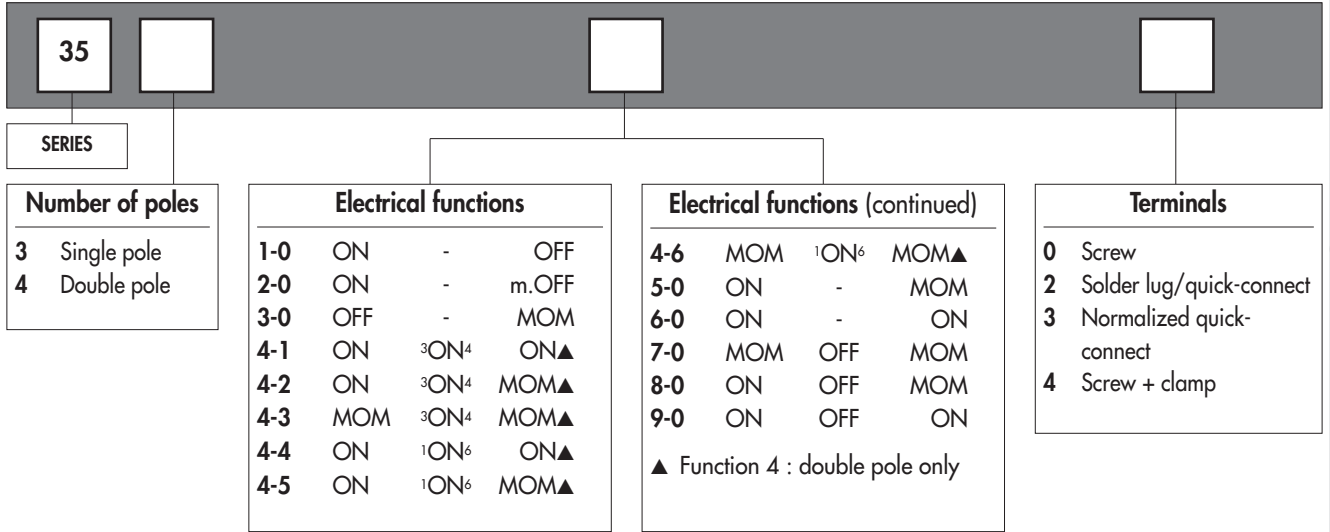 35
SERIES
Number of poles
3 Single pole
4 Double pole
Electrical functions
1-0 ON - OFF
2-0 ON - m.OFF
3-0 OFF - MOM
4-1 ON ³ON⁴ ON▲
4-2 ON ³ON⁴ MOM▲
4-3 MOM ³ON⁴ MOM▲
4-4 ON ¹ON⁶ ON▲
4-5 ON ¹ON⁶ MOM▲
Electrical functions (continued)
4-6 MOM ¹ON⁶ MOM▲
5-0 ON - MOM
6-0 ON - ON
7-0 MOM OFF MOM
8-0 ON OFF MOM
9-0 ON OFF ON
▲ Function 4 : double pole only
Terminals
0 Screw
2 Solder lug/quick-connect
3 Normalized quick-
connect
4 Screw + clamp